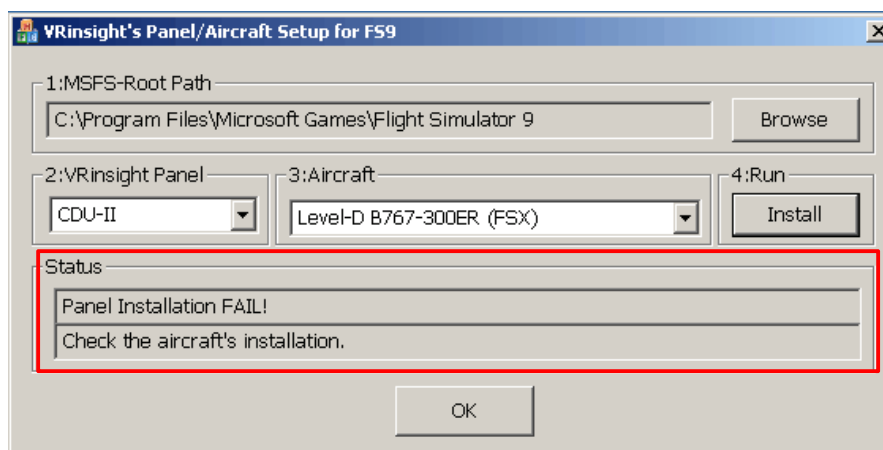 VRinsight's Panel/Aircraft Setup for FS9
1:MSFS-Root Path
C:\Program Files\Microsoft Games\Flight Simulator 9
Browse
2:VRinsight Panel
3:Aircraft
4:Run
CDU-II
Level-D B767-300ER (FSX)
Install
Status
Panel Installation FAIL!
Check the aircraft's installation.
OK